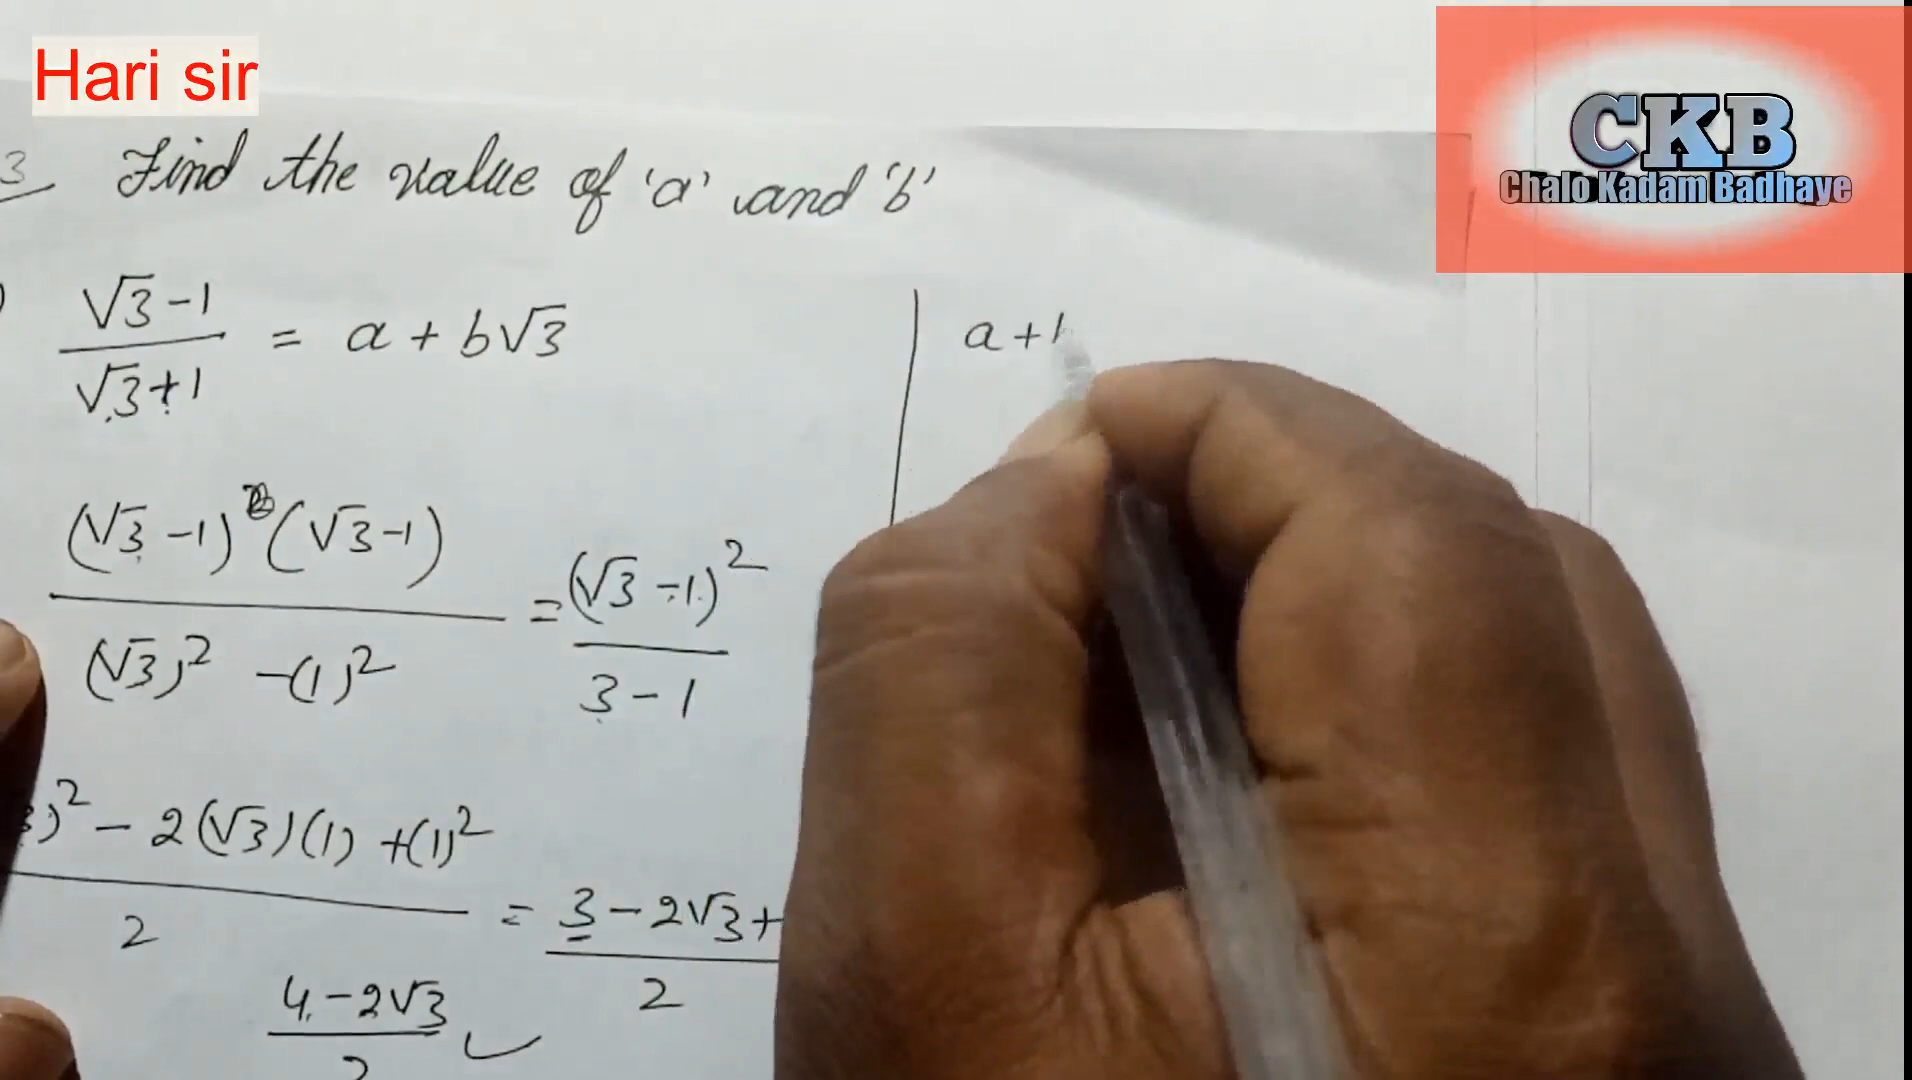 Hari sir
CKB
Chalo Kadam Badhaye
3 Find the value of 'a' and 'b'
√3-1 / √3+1 = a + b√3
(√3-1) (√3-1) / (√3)² -(1)² = (√3-1)² / 3-1
)² - 2(√3)(1) +(1)² / 2 = 3-2√3+ / 2
4-2√3 / 2
a+